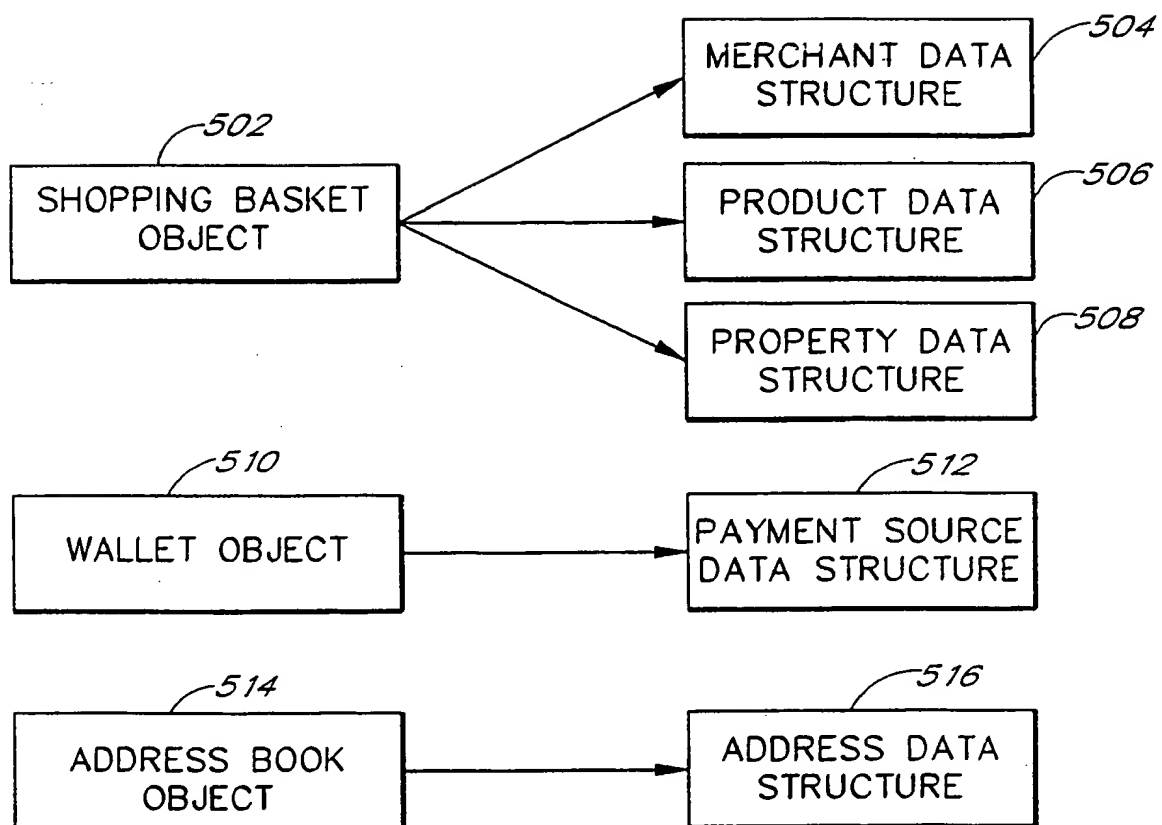 504
MERCHANT DATA
STRUCTURE
502
SHOPPING BASKET
OBJECT
506
PRODUCT DATA
STRUCTURE
508
PROPERTY DATA
STRUCTURE
510
WALLET OBJECT
512
PAYMENT SOURCE
DATA STRUCTURE
514
ADDRESS BOOK
OBJECT
516
ADDRESS DATA
STRUCTURE